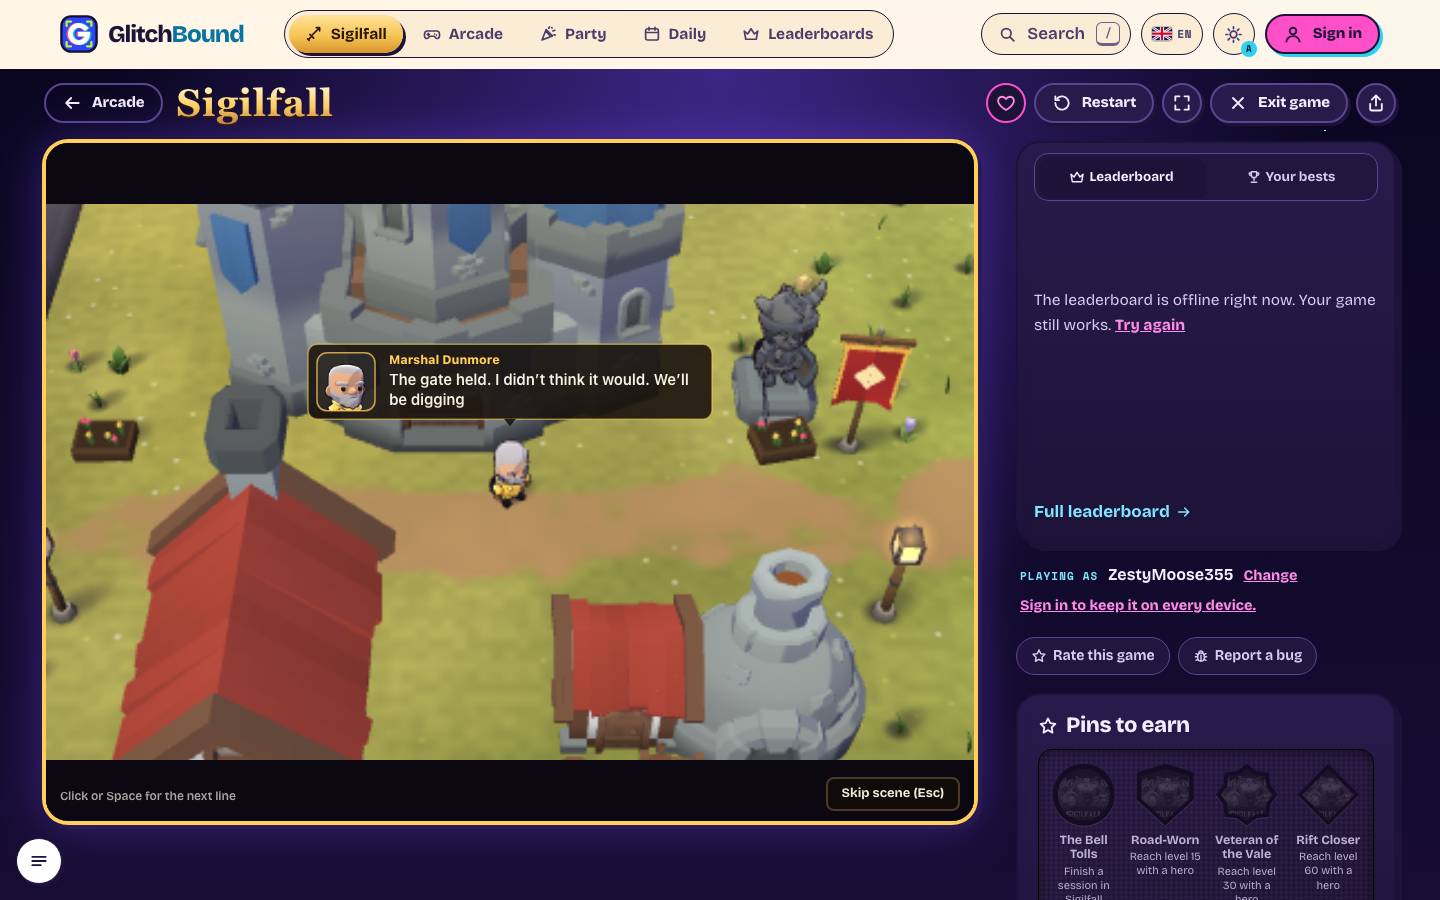 GlitchBound
Sigilfall
Arcade
Party
Daily
Leaderboards
Search /
EN
A
Sign in
Arcade
Sigilfall
Restart
Exit game
Leaderboard
Your bests
Marshal Dunmore
The gate held. I didn't think it would. We'll
be digging
The leaderboard is offline right now. Your game
still works. Try again
Full leaderboard →
PLAYING AS ZestyMoose355 Change
Sign in to keep it on every device.
Rate this game
Report a bug
Pins to earn
The Bell
Tolls
Finish a
session in
Sigilfall
Road-Worn
Reach level 15
with a hero
Veteran of
the Vale
Reach level
30 with a
hero
Rift Closer
Reach level
60 with a
hero
Click or Space for the next line
Skip scene (Esc)